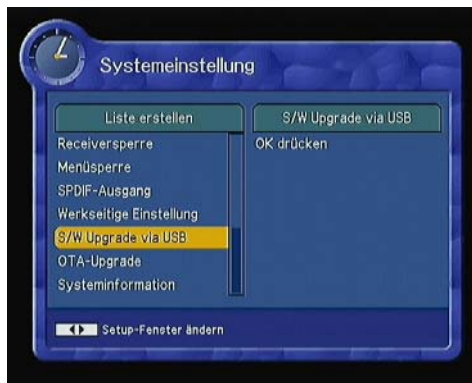 Systemeinstellung
Liste erstellen
Receiversperre
Menüsperre
SPDIF-Ausgang
Werkseitige Einstellung
S/W Upgrade via USB
OTA-Upgrade
Systeminformation
S/W Upgrade via USB
OK drücken
Setup-Fenster ändern